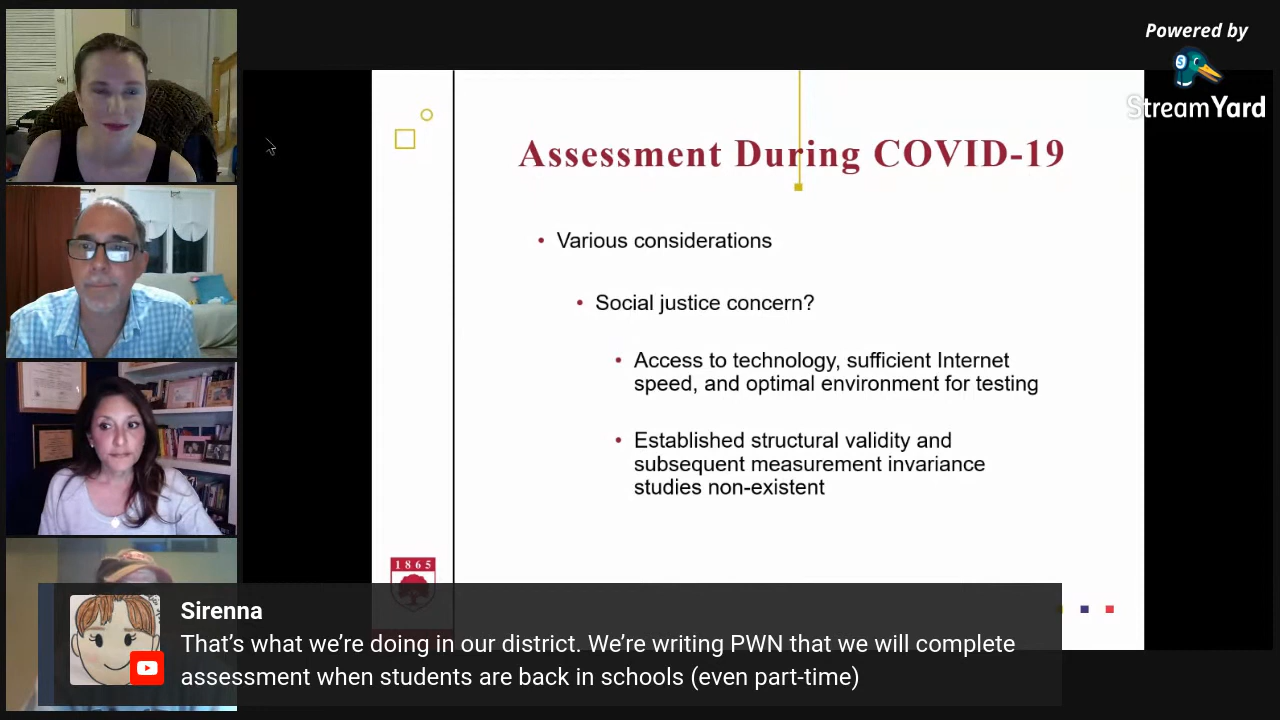 Powered by
StreamYard
Assessment During COVID-19
• Various considerations
• Social justice concern?
• Access to technology, sufficient Internet
speed, and optimal environment for testing
• Established structural validity and
subsequent measurement invariance
studies non-existent
1865
Sirenna
That’s what we’re doing in our district. We’re writing PWN that we will complete
assessment when students are back in schools (even part-time)